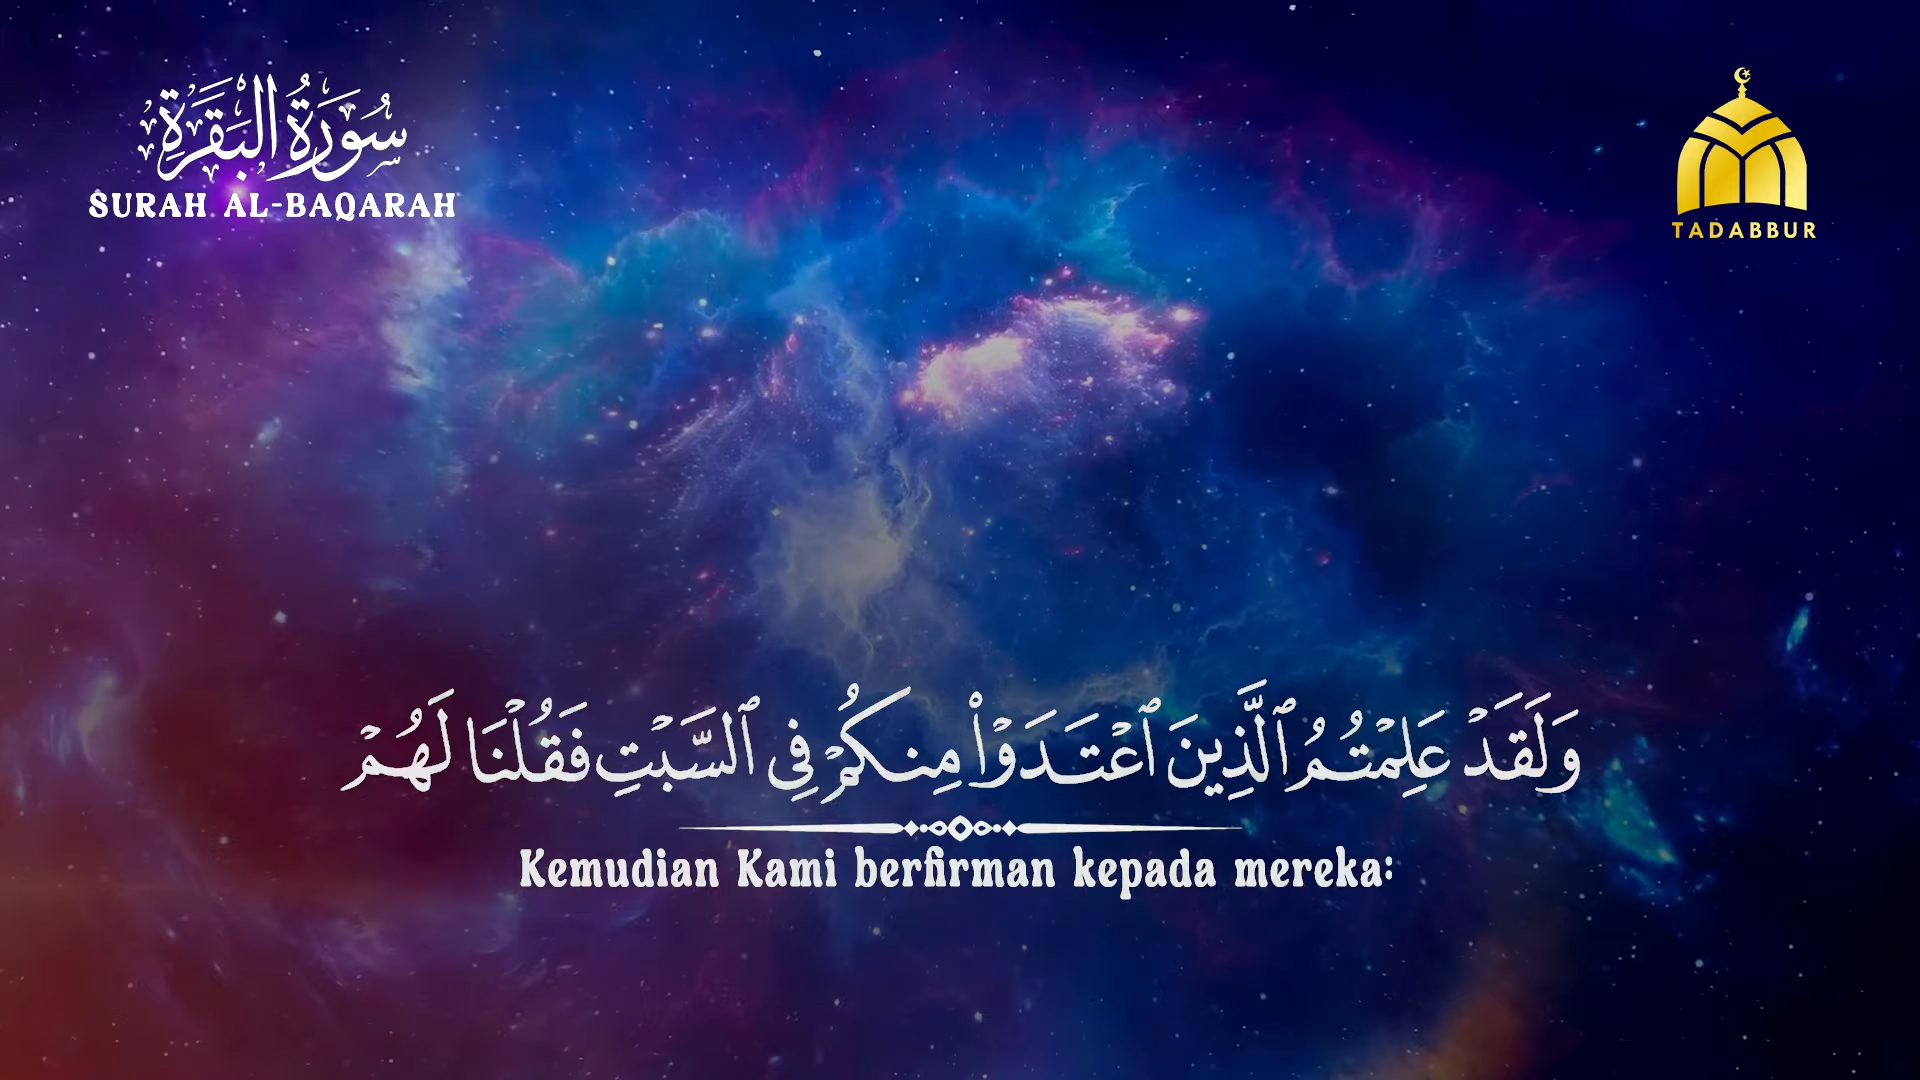 سُورَةُ البَقَرَةِ
SURAH AL-BAQARAH
TADABBUR
وَلَقَدْ عَلِمْتُمُ ٱلَّذِينَ ٱعْتَدَوْا۟ مِنكُمْ فِى ٱلسَّبْتِ فَقُلْنَا لَهُمْ
Kemudian Kami berfirman kepada mereka: